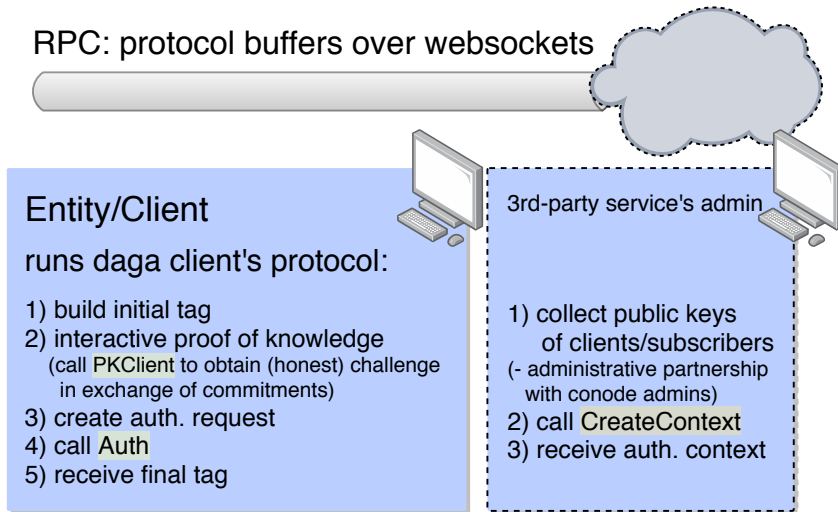 RPC: protocol buffers over websockets
Entity/Client
runs daga client's protocol:
1) build initial tag
2) interactive proof of knowledge
(call PKClient to obtain (honest) challenge
in exchange of commitments)
3) create auth. request
4) call Auth
5) receive final tag
3rd-party service's admin
1) collect public keys
of clients/subscribers
(- administrative partnership
with conode admins)
2) call CreateContext
3) receive auth. context